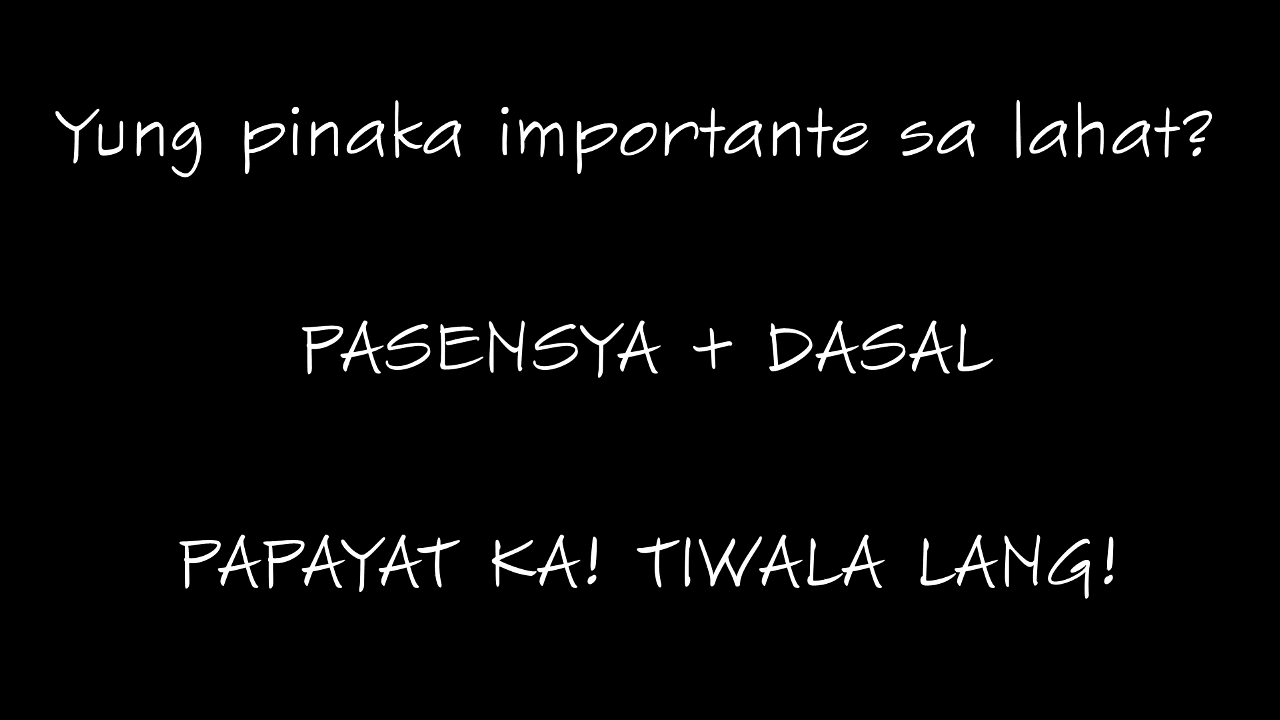 Yung pinaka importante sa lahat?
PASENSYA + DASAL
PAPAYAT KA! TIWALA LANG!